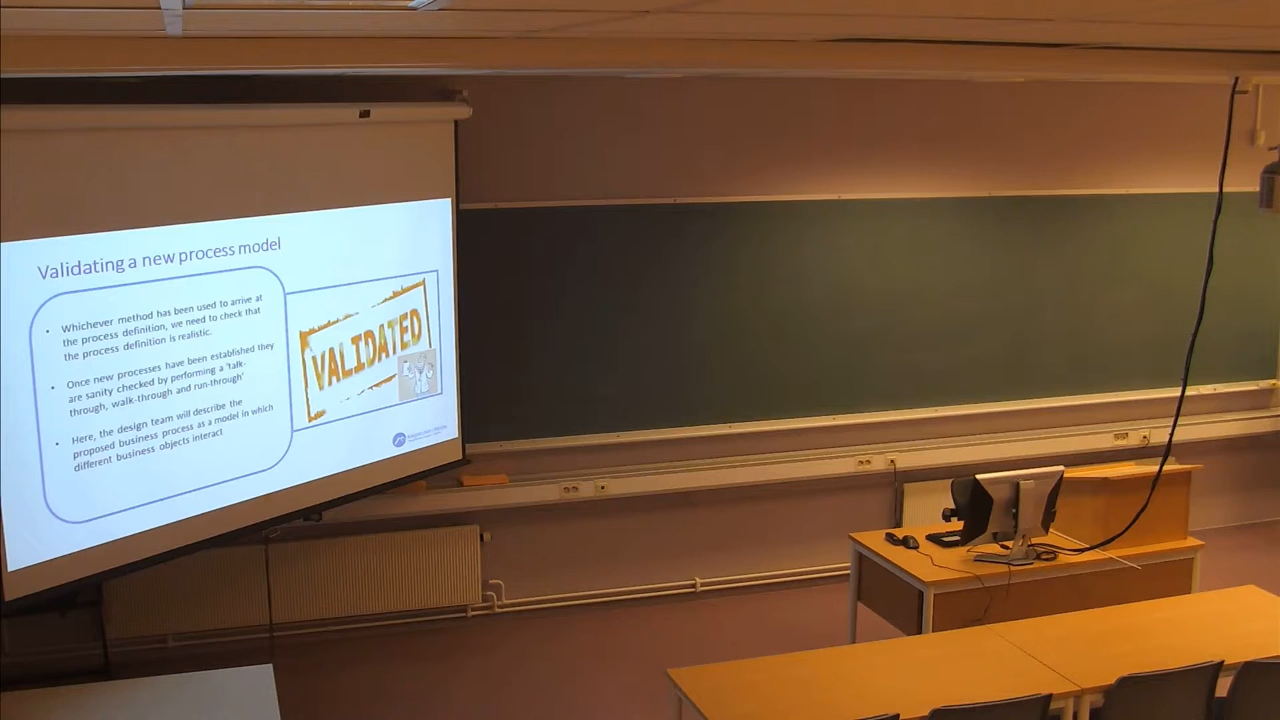 Validating a new process model
• Whichever method has been used to arrive at
the process definition, we need to check that
the process definition is realistic.
• Once new processes have been established they
are sanity checked by performing a 'talk-
through, walk-through and run-through'
• Here, the design team will describe the
proposed business process as a model in which
different business objects interact
VALIDATED